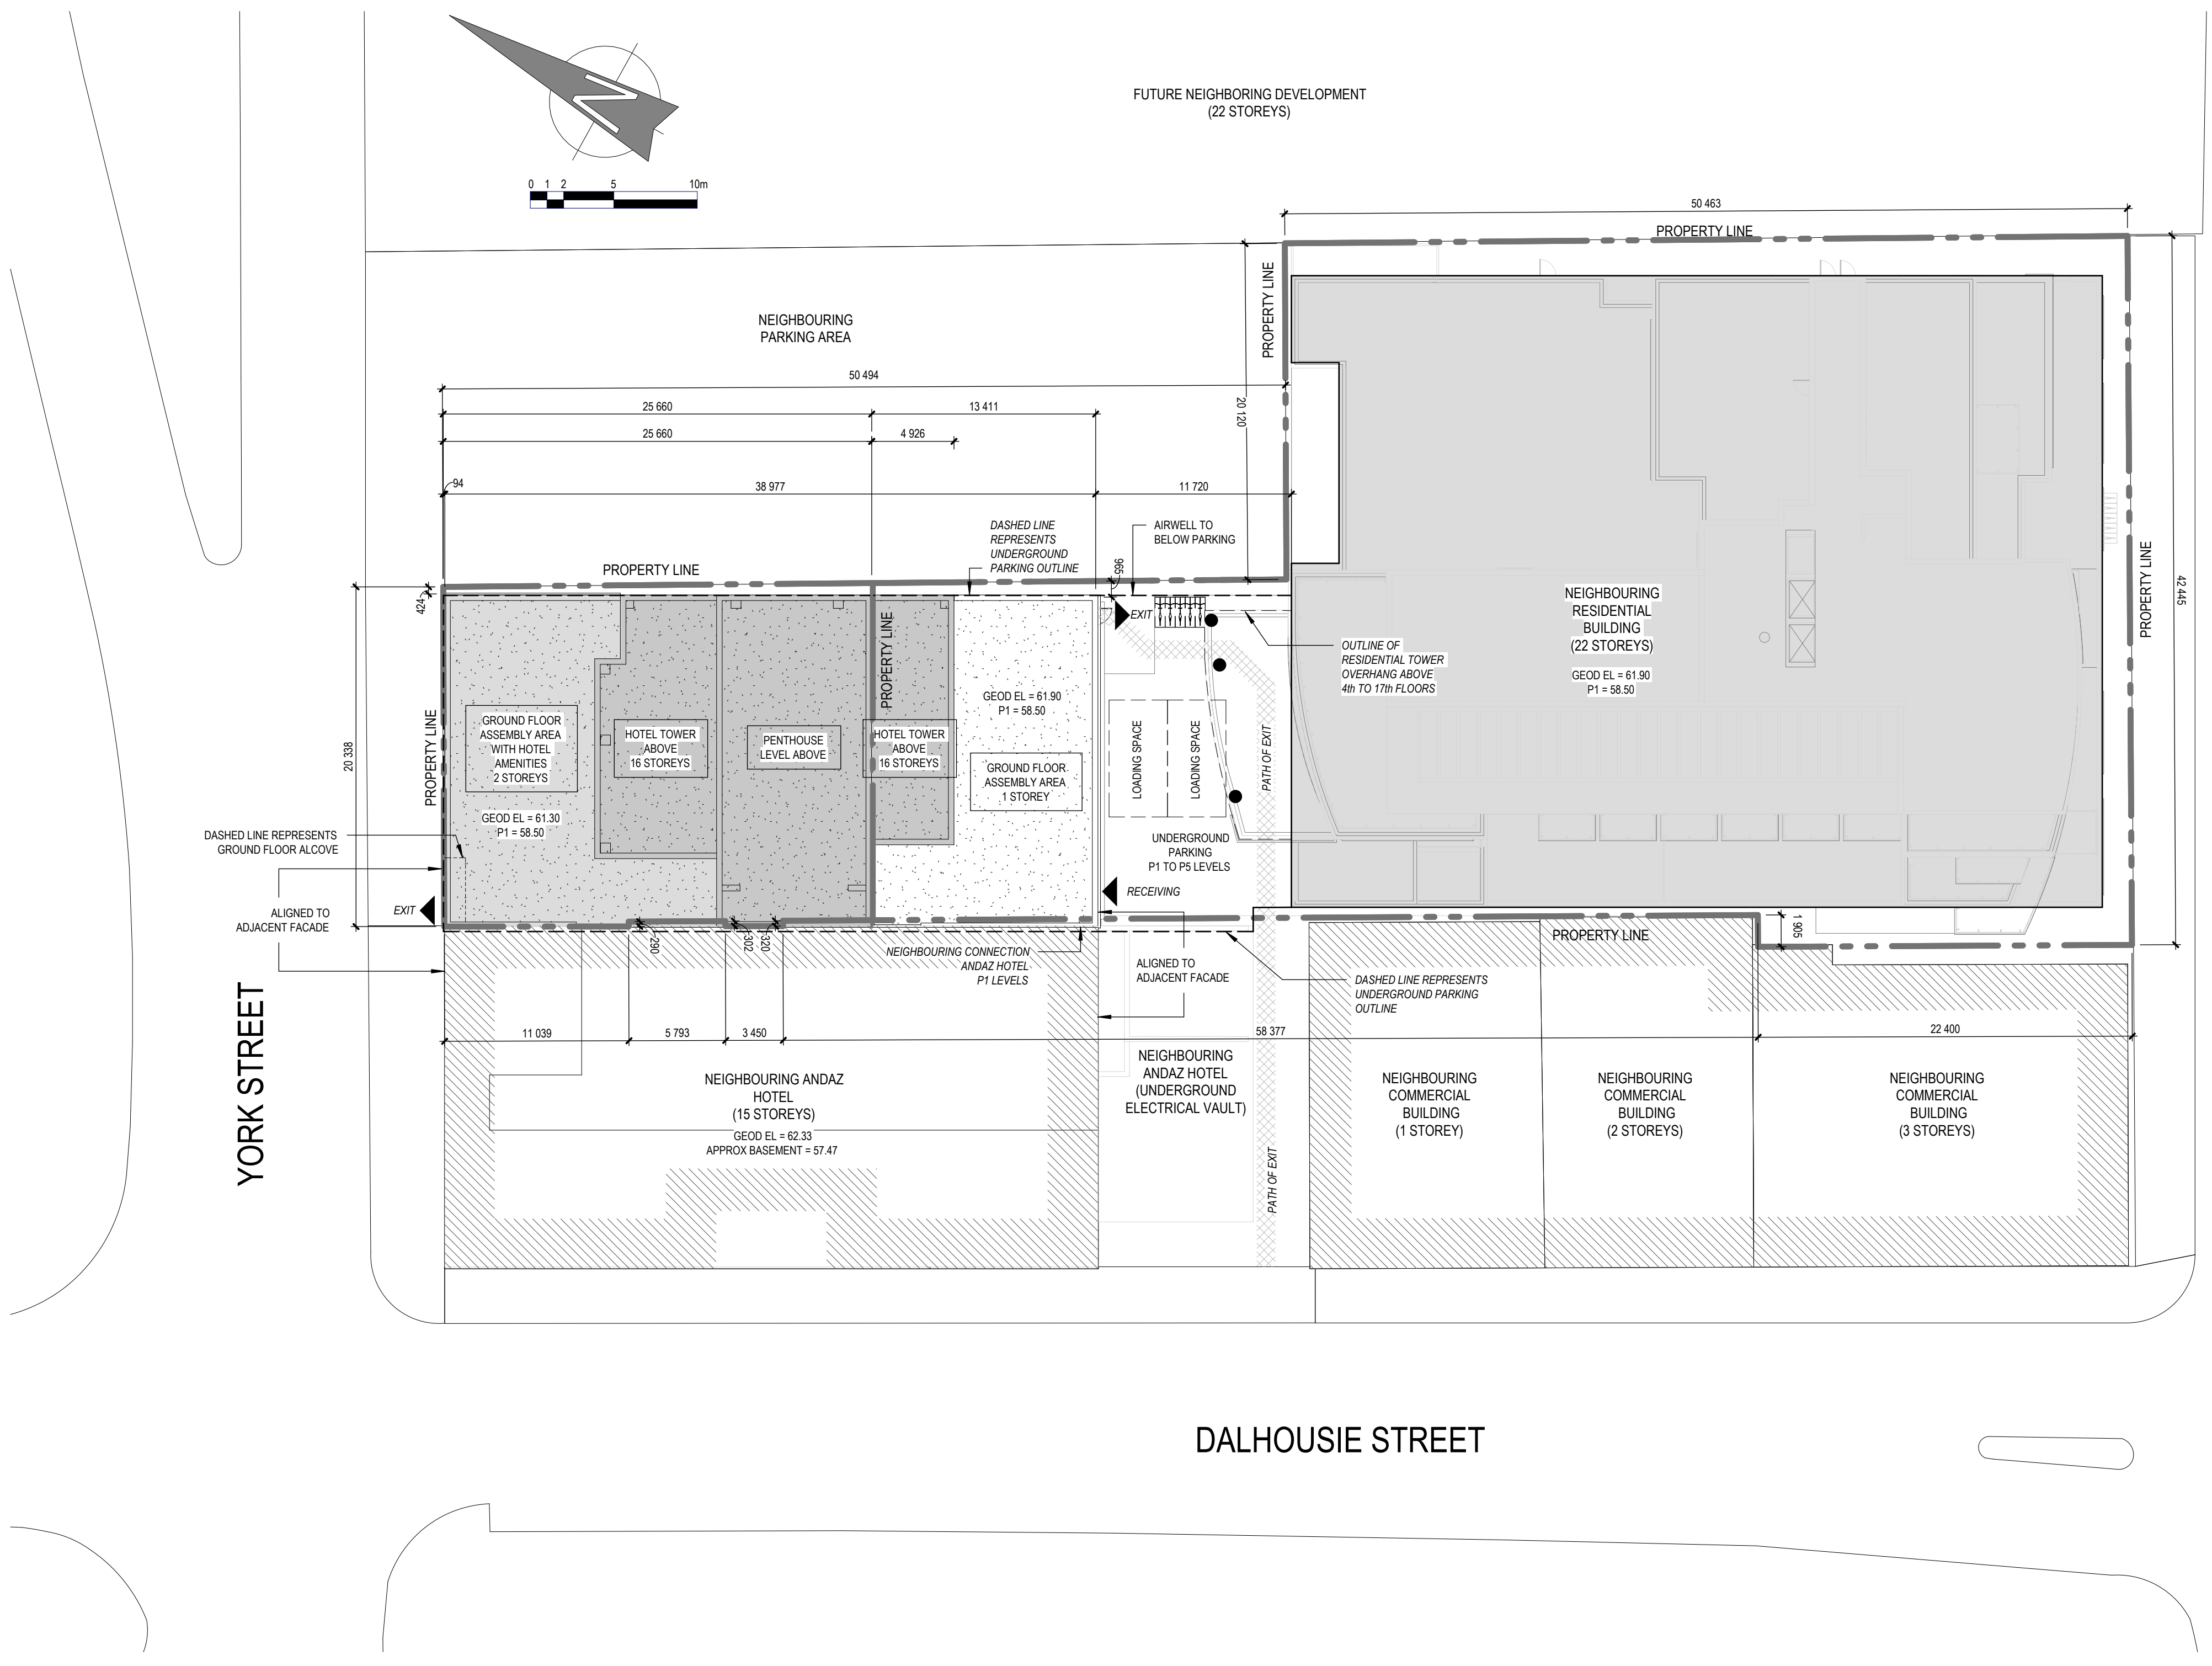 N
0 1 2 5 10m
FUTURE NEIGHBORING DEVELOPMENT
(22 STOREYS)
50 463
PROPERTY LINE
PROPERTY LINE
20 120
NEIGHBOURING
PARKING AREA
50 494
25 660
13 411
25 660
4 926
94
38 977
11 720
DASHED LINE
REPRESENTS
UNDERGROUND
PARKING OUTLINE
AIRWELL TO
BELOW PARKING
965
PROPERTY LINE
424
PROPERTY LINE
20 338
PROPERTY LINE
EXIT
GROUND FLOOR
ASSEMBLY AREA
WITH HOTEL
AMENITIES
2 STOREYS
GEOD EL = 61.30
P1 = 58.50
HOTEL TOWER
ABOVE
16 STOREYS
PENTHOUSE
LEVEL ABOVE
HOTEL TOWER
ABOVE
16 STOREYS
GEOD EL = 61.90
P1 = 58.50
GROUND FLOOR
ASSEMBLY AREA
1 STOREY
LOADING SPACE
LOADING SPACE
PATH OF EXIT
OUTLINE OF
RESIDENTIAL TOWER
OVERHANG ABOVE
4th TO 17th FLOORS
NEIGHBOURING
RESIDENTIAL
BUILDING
(22 STOREYS)
GEOD EL = 61.90
P1 = 58.50
PROPERTY LINE
42 445
UNDERGROUND
PARKING
P1 TO P5 LEVELS
RECEIVING
DASHED LINE REPRESENTS
GROUND FLOOR ALCOVE
EXIT
ALIGNED TO
ADJACENT FACADE
290
302
320
NEIGHBOURING CONNECTION
ANDAZ HOTEL
P1 LEVELS
ALIGNED TO
ADJACENT FACADE
PROPERTY LINE
1 905
DASHED LINE REPRESENTS
UNDERGROUND PARKING
OUTLINE
11 039
5 793
3 450
58 377
22 400
YORK STREET
NEIGHBOURING ANDAZ
HOTEL
(15 STOREYS)
GEOD EL = 62.33
APPROX BASEMENT = 57.47
NEIGHBOURING
ANDAZ HOTEL
(UNDERGROUND
ELECTRICAL VAULT)
PATH OF EXIT
NEIGHBOURING
COMMERCIAL
BUILDING
(1 STOREY)
NEIGHBOURING
COMMERCIAL
BUILDING
(2 STOREYS)
NEIGHBOURING
COMMERCIAL
BUILDING
(3 STOREYS)
DALHOUSIE STREET